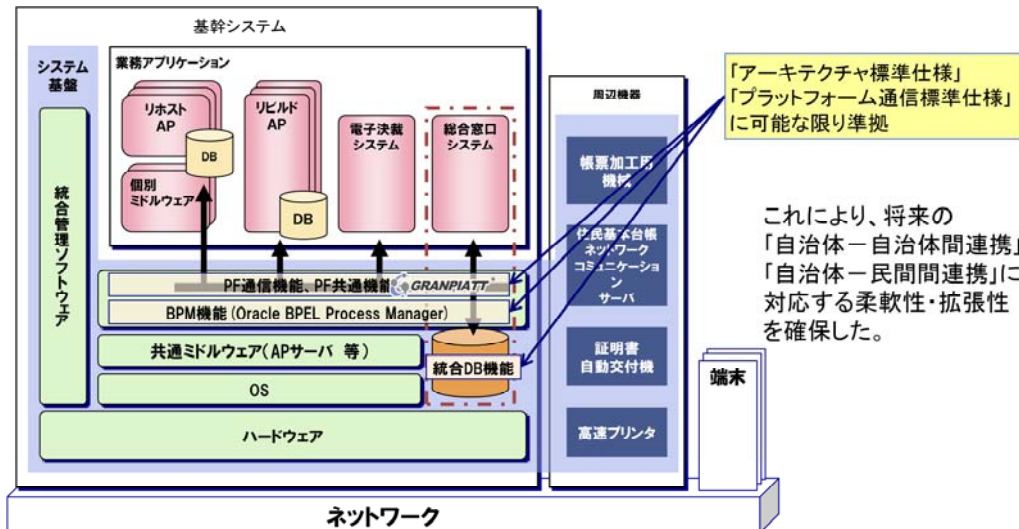 基幹システム
システム
基盤
業務アプリケーション
リホスト
AP
DB
個別
ミドルウェア
リビルド
AP
DB
電子決裁
システム
総合窓口
システム
統合管理ソフトウェア
PF通信機能、PF共通機能
GRANPIATT
BPM機能(Oracle BPEL Process Manager)
共通ミドルウェア(APサーバ 等)
統合DB機能
OS
ハードウェア
周辺機器
帳票加工用
機械
住民基本台帳
ネットワーク
コミュニケーショ
ン
サーバ
証明書
自動交付機
高速プリンタ
端末
ネットワーク
「アーキテクチャ標準仕様」
「プラットフォーム通信標準仕様」
に可能な限り準拠
これにより、将来の
「自治体－自治体間連携」
「自治体－民間間連携」に
対応する柔軟性・拡張性
を確保した。